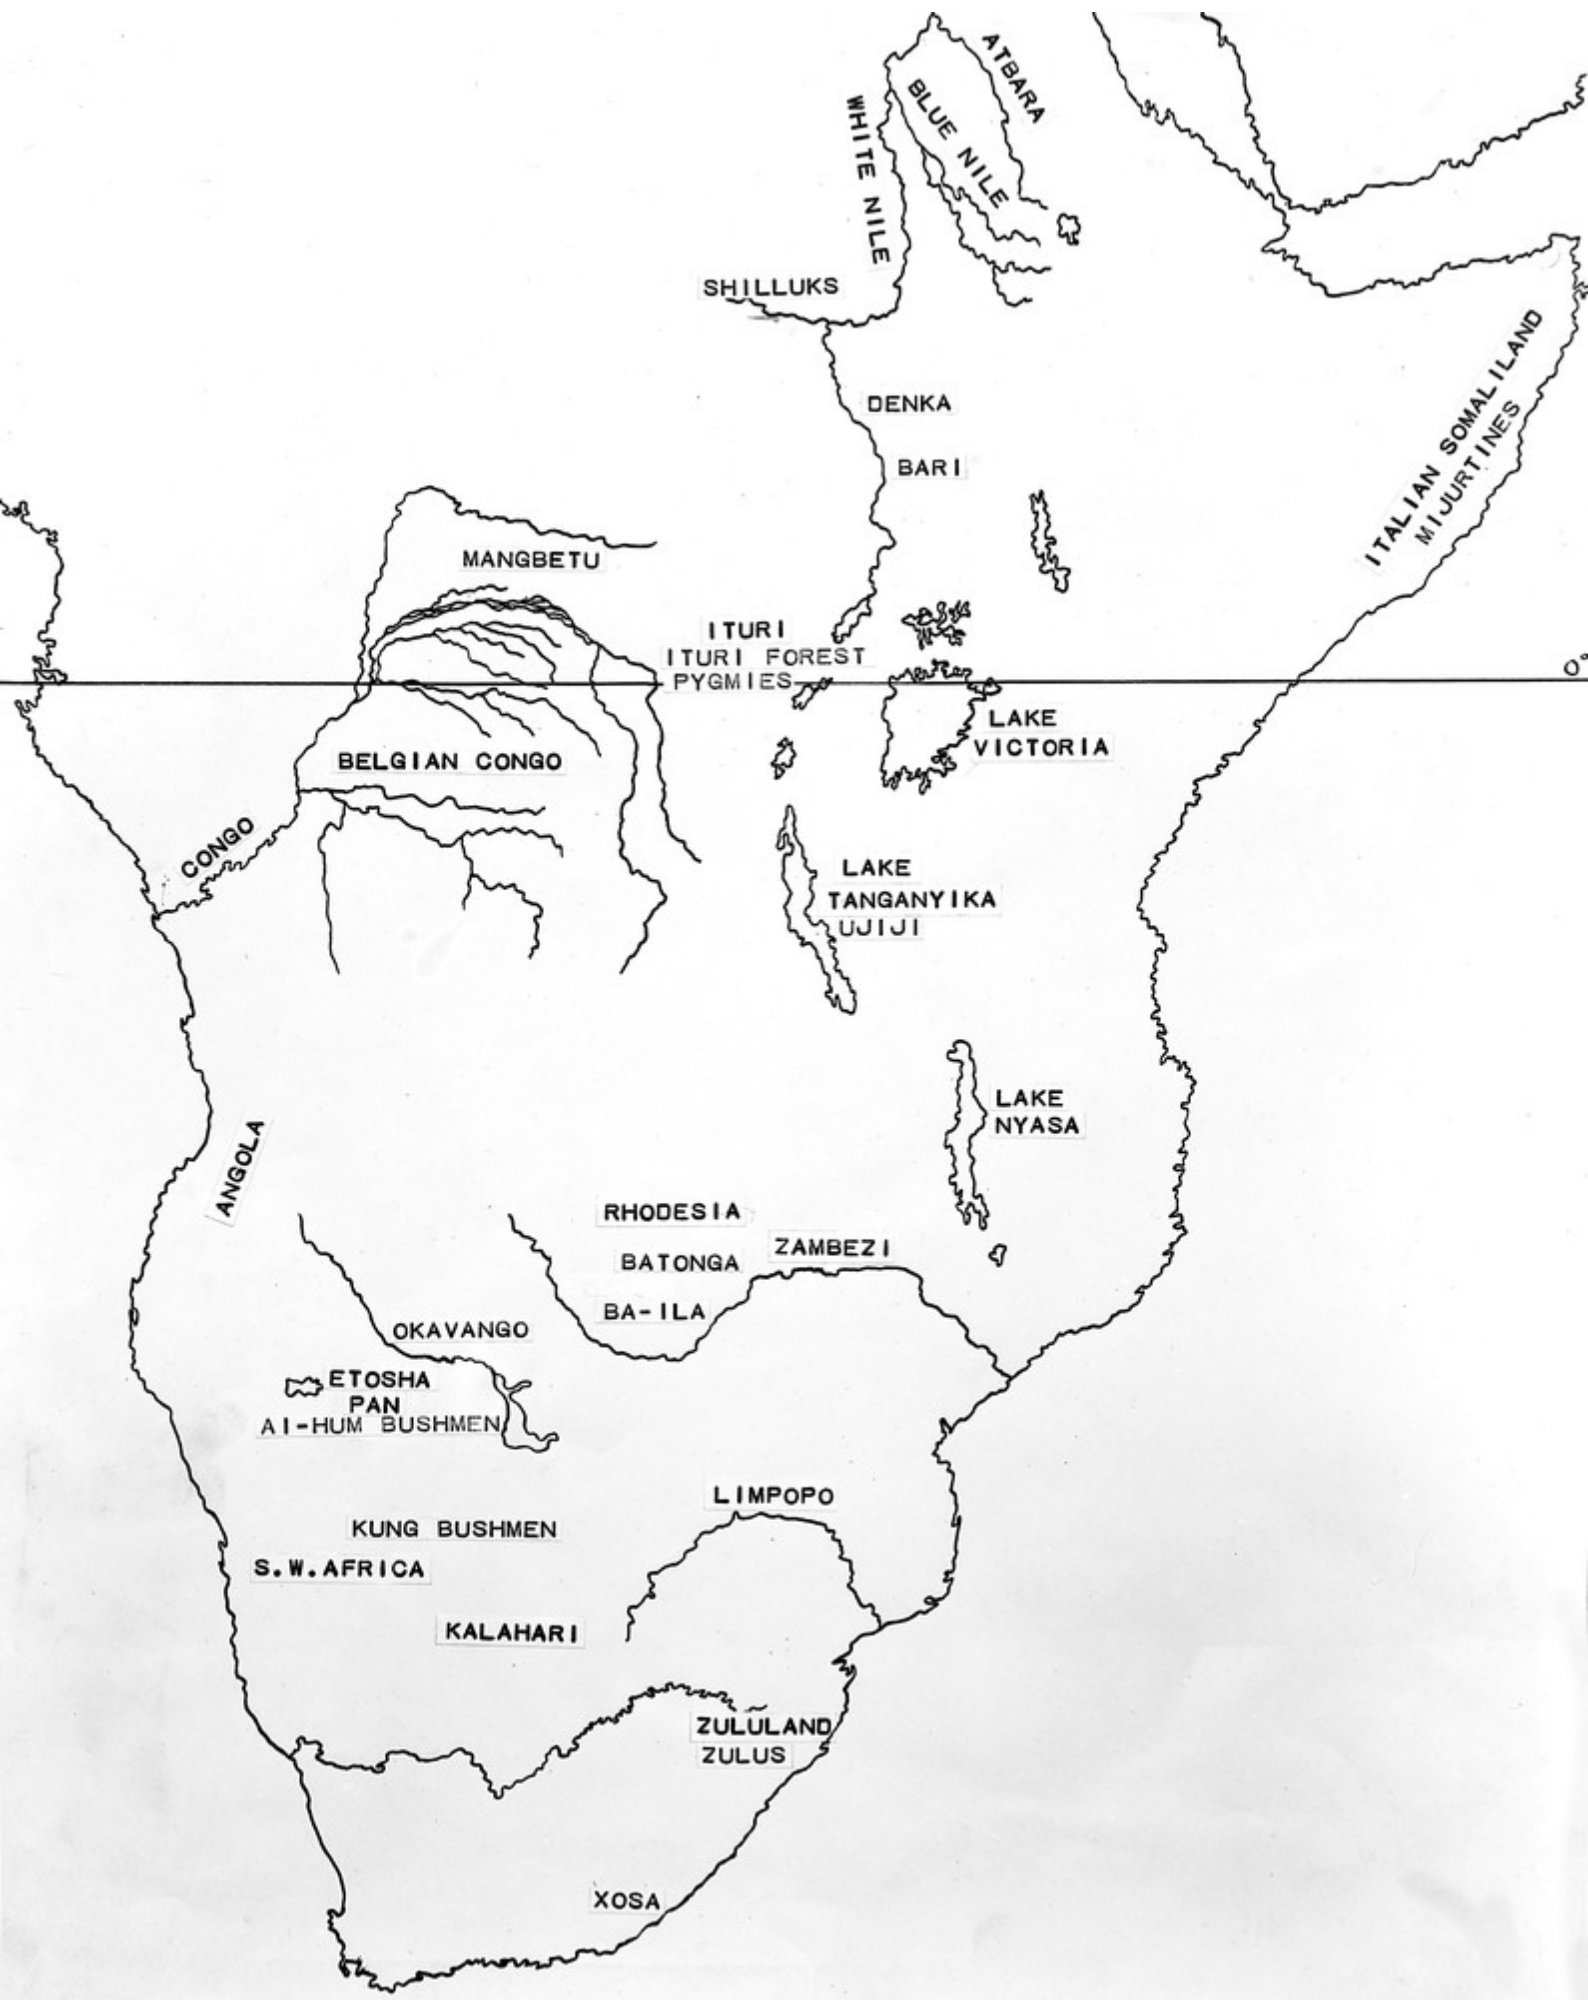 ATBARA
BLUE NILE
WHITE NILE
SHILLUKS
ITALIAN SOMALILAND
MIJURTINES
DENKA
BARI
MANGBETU
ITURI
ITURI FOREST
PYGMIES
0°
LAKE
VICTORIA
BELGIAN CONGO
CONGO
LAKE
TANGANYIKA
UJIJI
LAKE
NYASA
ANGOLA
RHODESIA
BATONGA
ZAMBEZI
BA-ILA
OKAVANGO
ETOSHA
PAN
AI-HUM BUSHMEN
LIMPOPO
KUNG BUSHMEN
S.W.AFRICA
KALAHARI
ZULULAND
ZULUS
XOSA